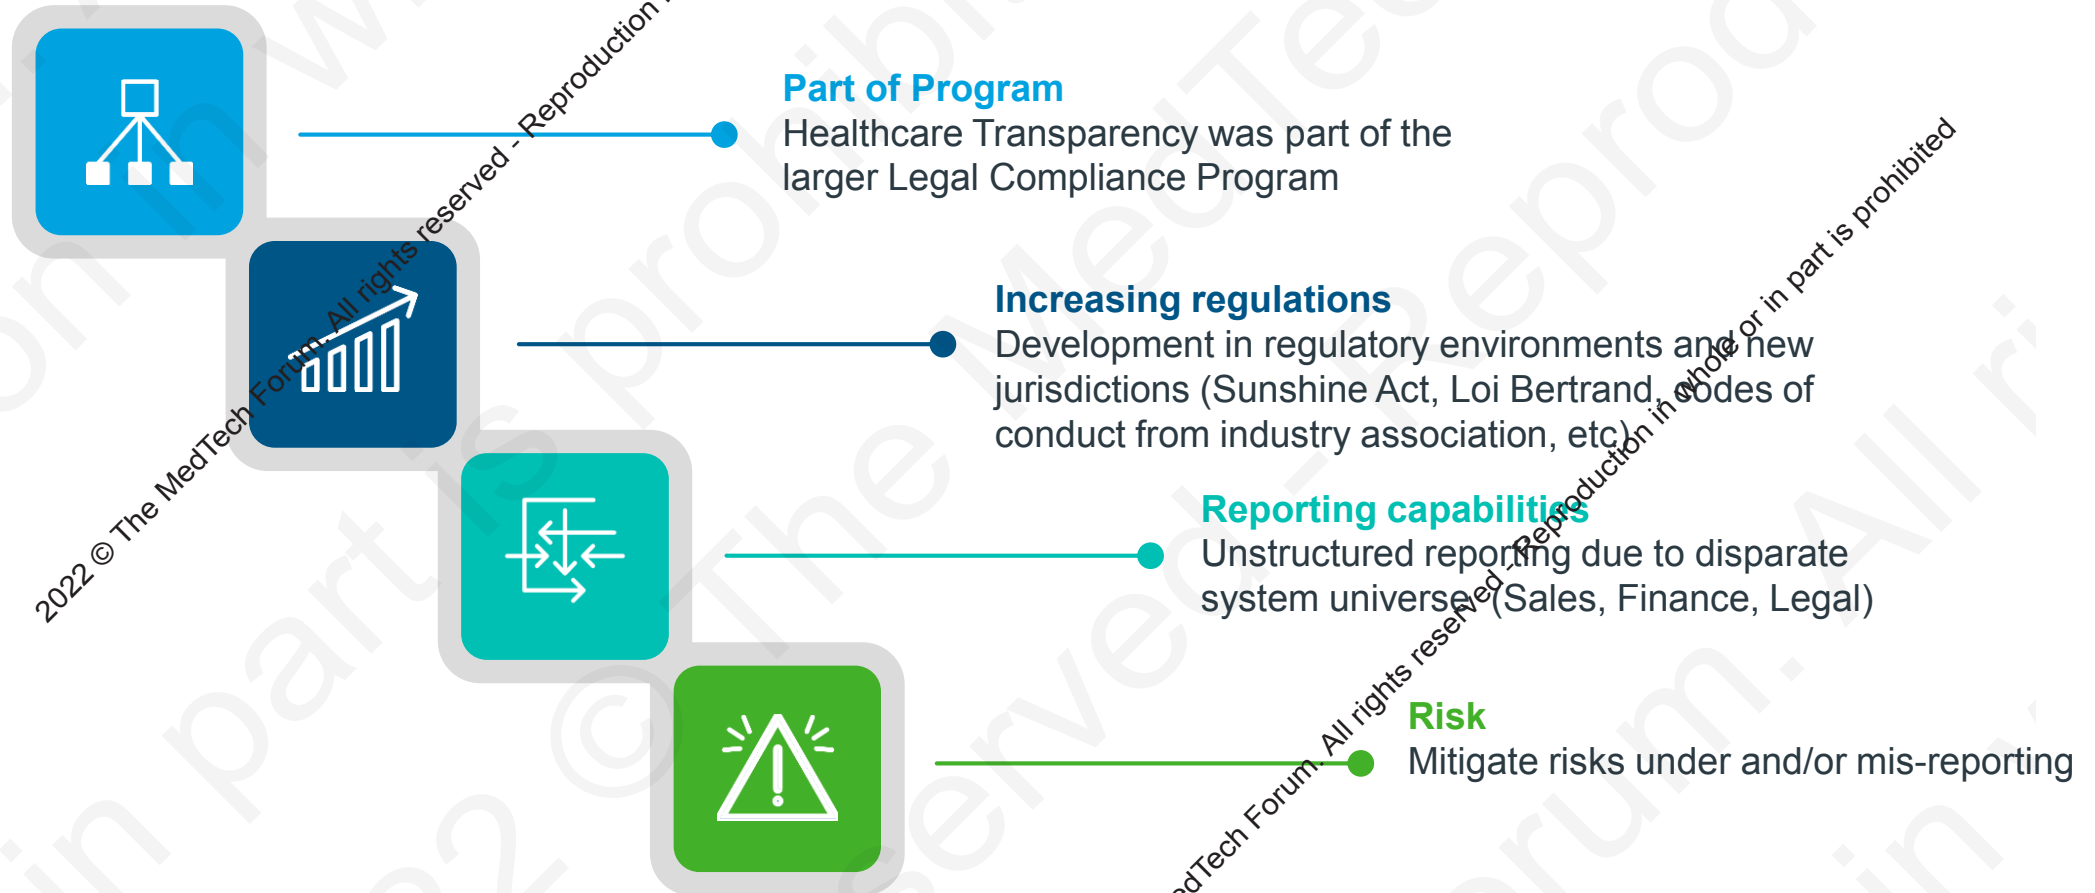 Part of Program
Healthcare Transparency was part of the
larger Legal Compliance Program
Increasing regulations
Development in regulatory environments and new
jurisdictions (Sunshine Act, Loi Bertrand, codes of
conduct from industry association, etc)
Reporting capabilities
Unstructured reporting due to disparate
system universe (Sales, Finance, Legal)
Risk
Mitigate risks under and/or mis-reporting
2022 © The MedTech Forum. All rights reserved - Reproduction
MedTech Forum. All rights reserved - Reproduction in whole or in part is prohibited